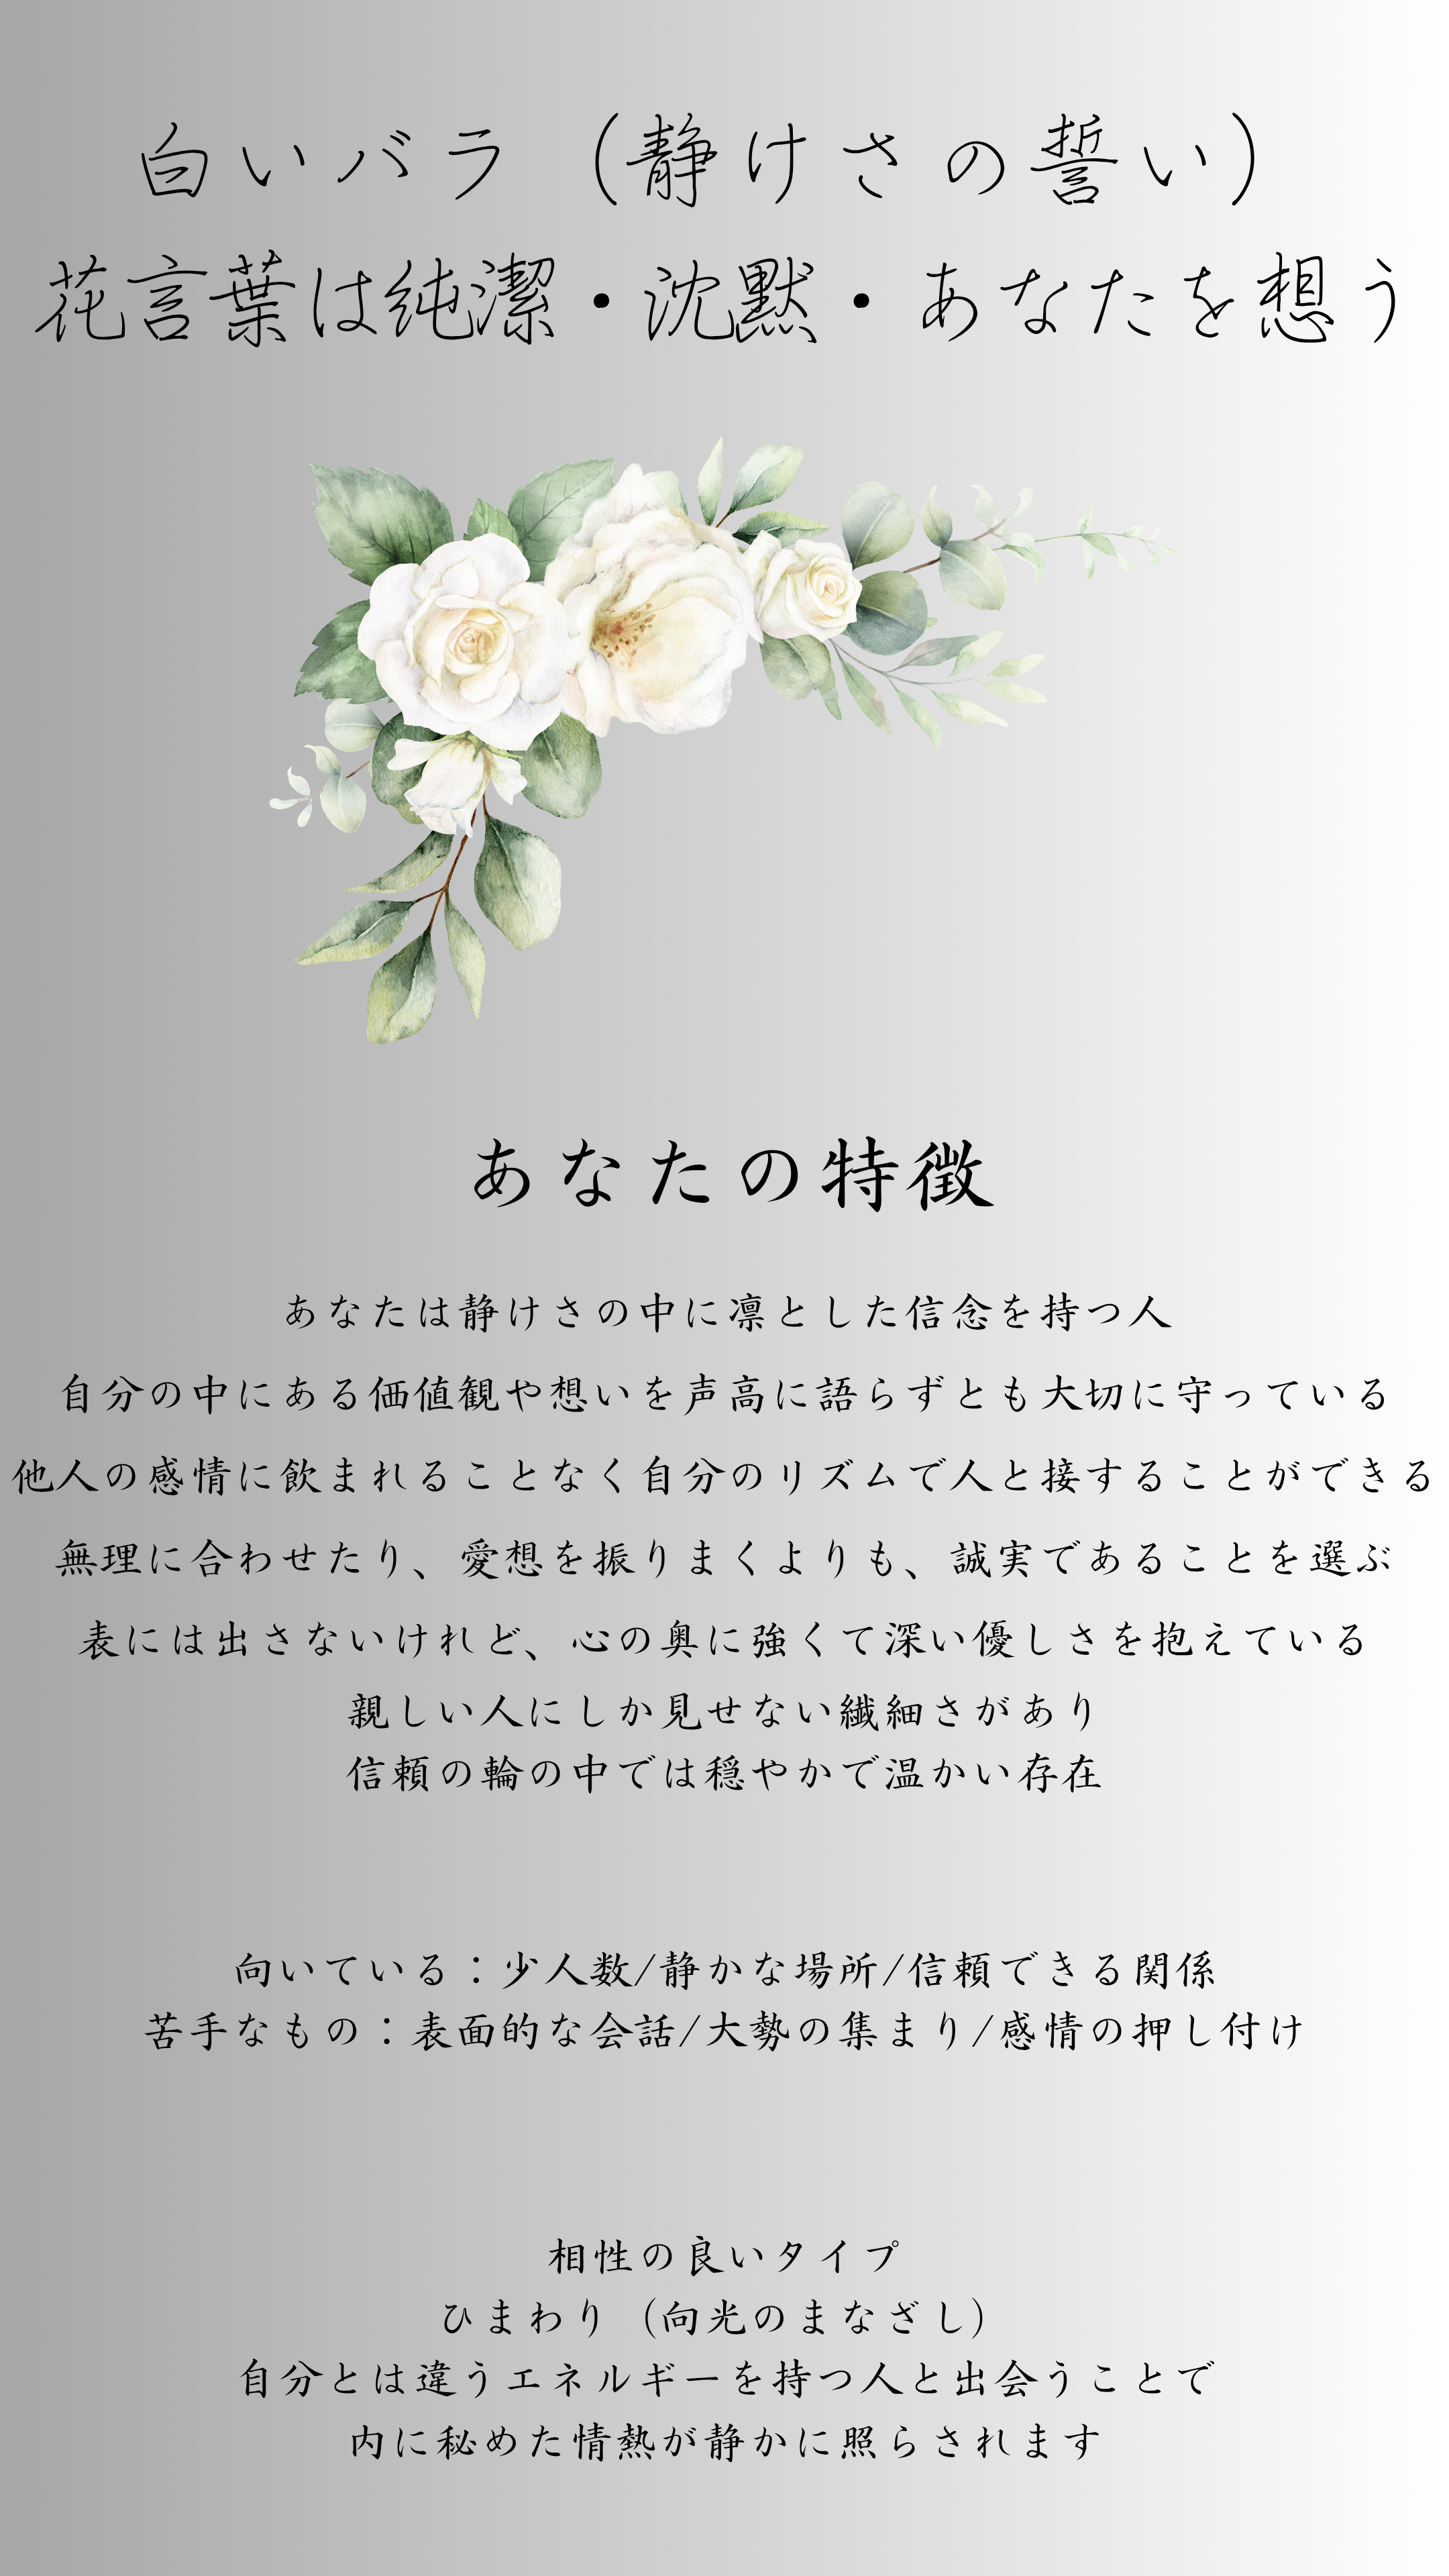 白いバラ（静けさの誓い）
花言葉は純潔・沈黙・あなたを想う
あなたの特徴
あなたは静けさの中に凛とした信念を持つ人
自分の中にある価値観や想いを声高に語らずとも大切に守っている
他人の感情に飲まれることなく自分のリズムで人と接することができる
無理に合わせたり、愛想を振りまくよりも、誠実であることを選ぶ
表には出さないけれど、心の奥に強くて深い優しさを抱えている
親しい人にしか見せない繊細さがあり
信頼の輪の中では穏やかで温かい存在
向いている：少人数/静かな場所/信頼できる関係
苦手なもの：表面的な会話/大勢の集まり/感情の押し付け
相性の良いタイプ
ひまわり（向光のまなざし）
自分とは違うエネルギーを持つ人と出会うことで
内に秘めた情熱が静かに照らされます